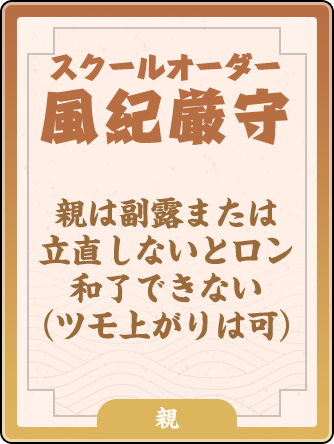 スクールオーダー
風紀厳守
親は副露または
立直しないとロン
和了できない
(ツモ上がりは可)
親